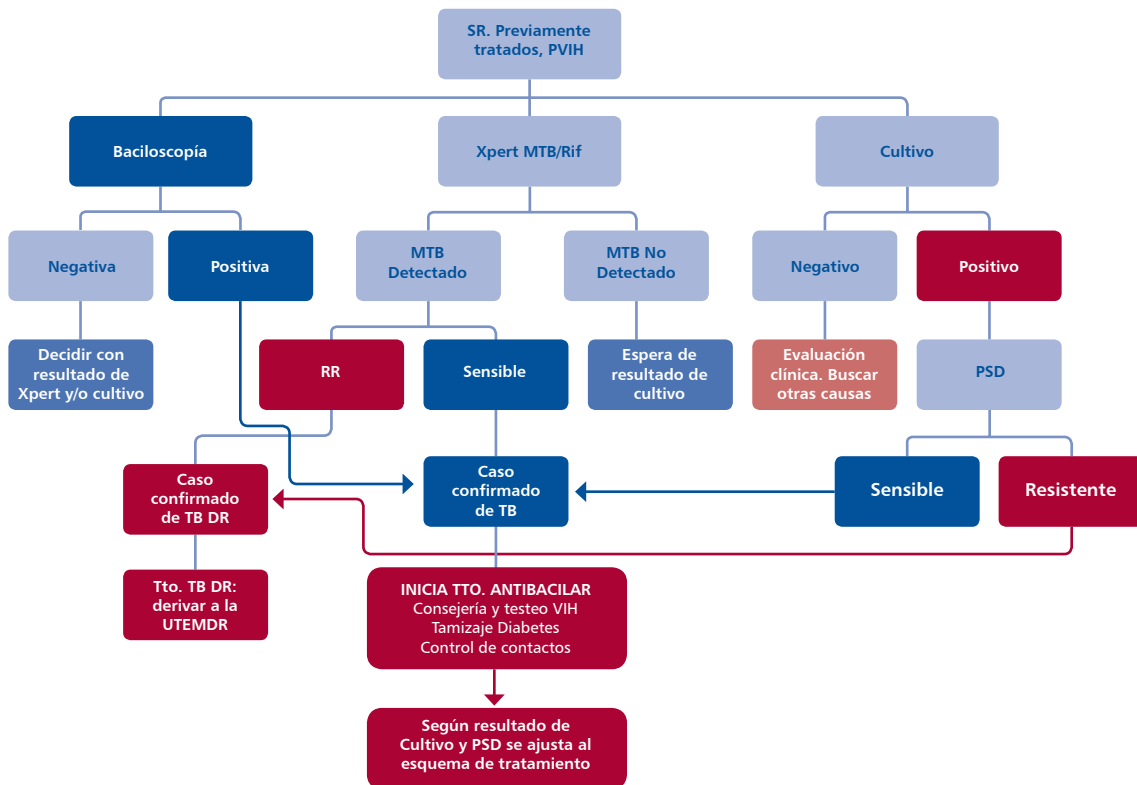 SR. Previamente
tratados, PVIH
Baciloscopía
Xpert MTB/Rif
Cultivo
Negativa
Positiva
MTB
Detectado
MTB No
Detectado
Negativo
Positivo
Decidir con
resultado de
Xpert y/o cultivo
RR
Sensible
Espera de
resultado de
cultivo
Evaluación
clínica. Buscar
otras causas
PSD
Caso
confirmado
de TB DR
Caso
confirmado
de TB
Sensible
Resistente
Tto. TB DR:
derivar a la
UTEMDR
INICIA TTO. ANTIBACILAR
Consejería y testeo VIH
Tamizaje Diabetes
Control de contactos
Según resultado de
Cultivo y PSD se ajusta al
esquema de tratamiento